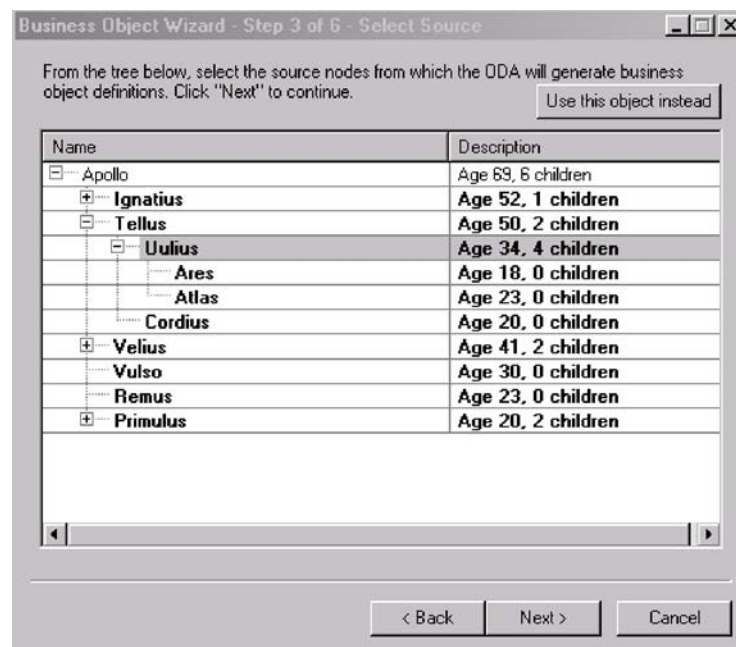 Business Object Wizard - Step 3 of 6 - Select Source
From the tree below, select the source nodes from which the ODA will generate business
object definitions. Click "Next" to continue.
Use this object instead
Name Description
Apollo Age 69, 6 children
Ignatius Age 52, 1 children
Tellus Age 50, 2 children
Uulius Age 34, 4 children
Ares Age 18, 0 children
Atlas Age 23, 0 children
Cordius Age 20, 0 children
Velius Age 41, 2 children
Vulso Age 30, 0 children
Remus Age 23, 0 children
Primulus Age 20, 2 children
< Back Next > Cancel